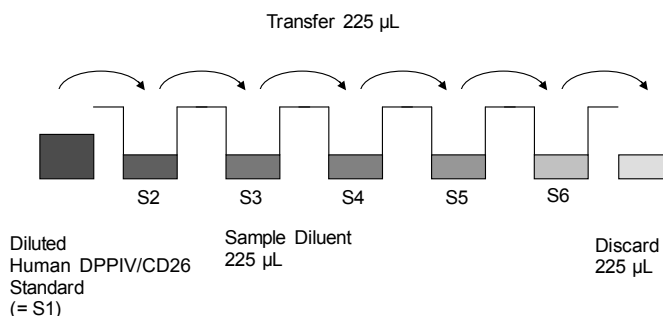 Transfer 225 µL
S2
S3
S4
S5
S6
Diluted
Human DPPIV/CD26
Standard
(= S1)
Sample Diluent
225 µL
Discard
225 µL